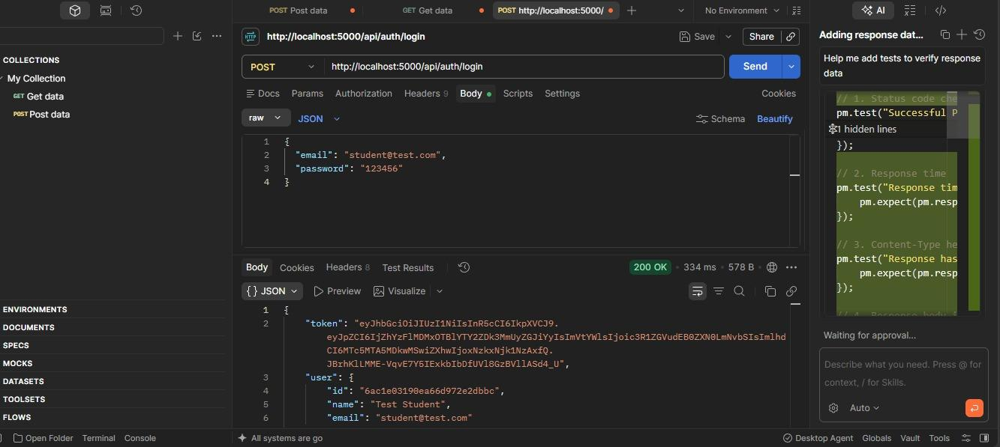 POST Post data
GET Get data
POST http://localhost:5000/
No Environment
AI
HTTP http://localhost:5000/api/auth/login
Save
Share
POST http://localhost:5000/api/auth/login
Send
Docs Params Authorization Headers 9 Body Scripts Settings Cookies
raw JSON Schema Beautify
1 {
2 "email": "student@test.com",
3 "password": "123456"
4 }
COLLECTIONS
My Collection
GET Get data
POST Post data
ENVIRONMENTS
DOCUMENTS
SPECS
MOCKS
DATASETS
TOOLSETS
FLOWS
Body Cookies Headers 8 Test Results 200 OK 334 ms 578 B
{ } JSON Preview Visualize
1 {
2 "token": "eyJhbGciOiJIUzI1NiIsInR5cCI6IkpXVCJ9.
eyJpZCI6IjZhYzFlMDMxOTBlYTY2ZDk3MmUyZGJiYyIsImVtYWlsIjoic3R1ZGVudEB0ZXN0LmNvbSIsImlhd
CI6MTc5MTA5MDkwMSwiZXhwIjoxNzkxNjk1NzAxfQ.
JBrhKlLMME-VqvE7Y5IExkbIbDfUVl8GzBVllASd4_U",
3 "user": {
4 "id": "6ac1e03190ea66d972e2dbbc",
5 "name": "Test Student",
6 "email": "student@test.com"
Adding response dat...
Help me add tests to verify response
data
// 1. Status code che
pm.test("Successful P
1 hidden lines
});
// 2. Response time
pm.test("Response tim
pm.expect(pm.resp
});
// 3. Content-Type he
pm.test("Response has
pm.expect(pm.resp
});
// 4. Response body i
Waiting for approval...
Describe what you need. Press @ for
context, / for Skills.
Auto
Open Folder Terminal Console
All systems are go
Desktop Agent Globals Vault Tools